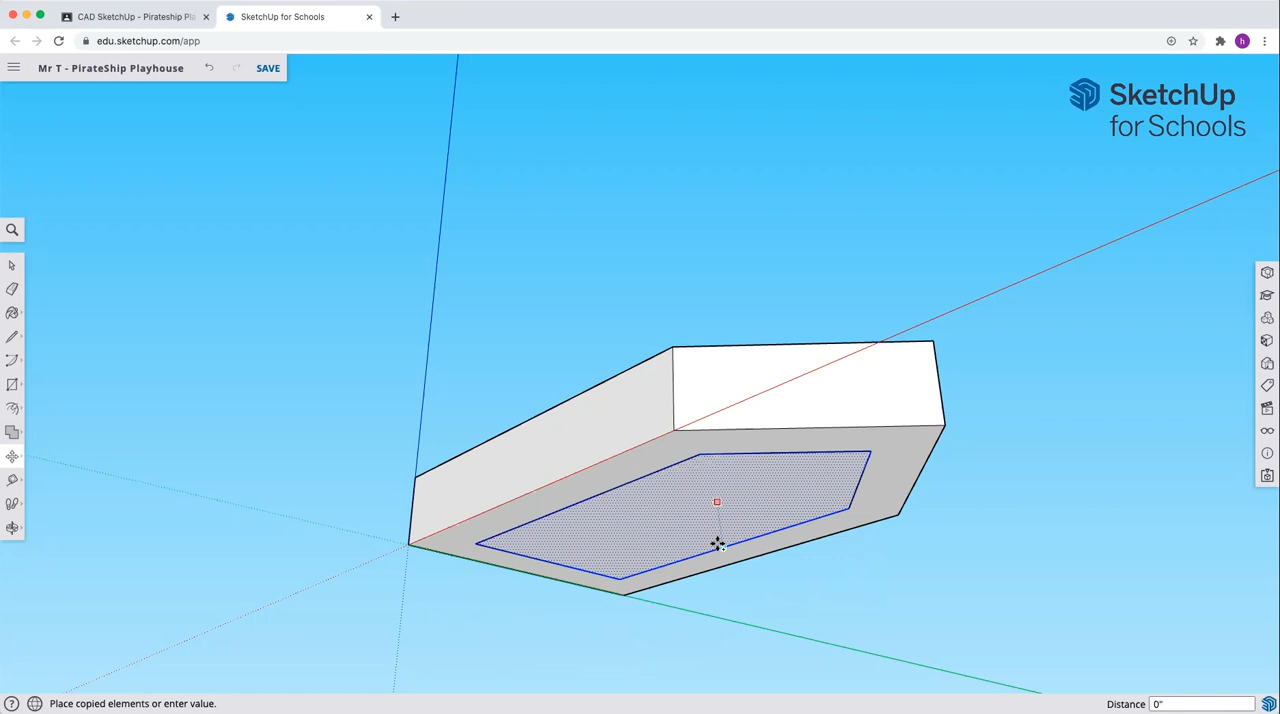 CAD SketchUp - Pirateship Pla
SketchUp for Schools
edu.sketchup.com/app
h
Mr T - PirateShip Playhouse
SAVE
SketchUp
for Schools
Place copied elements or enter value.
Distance 0"